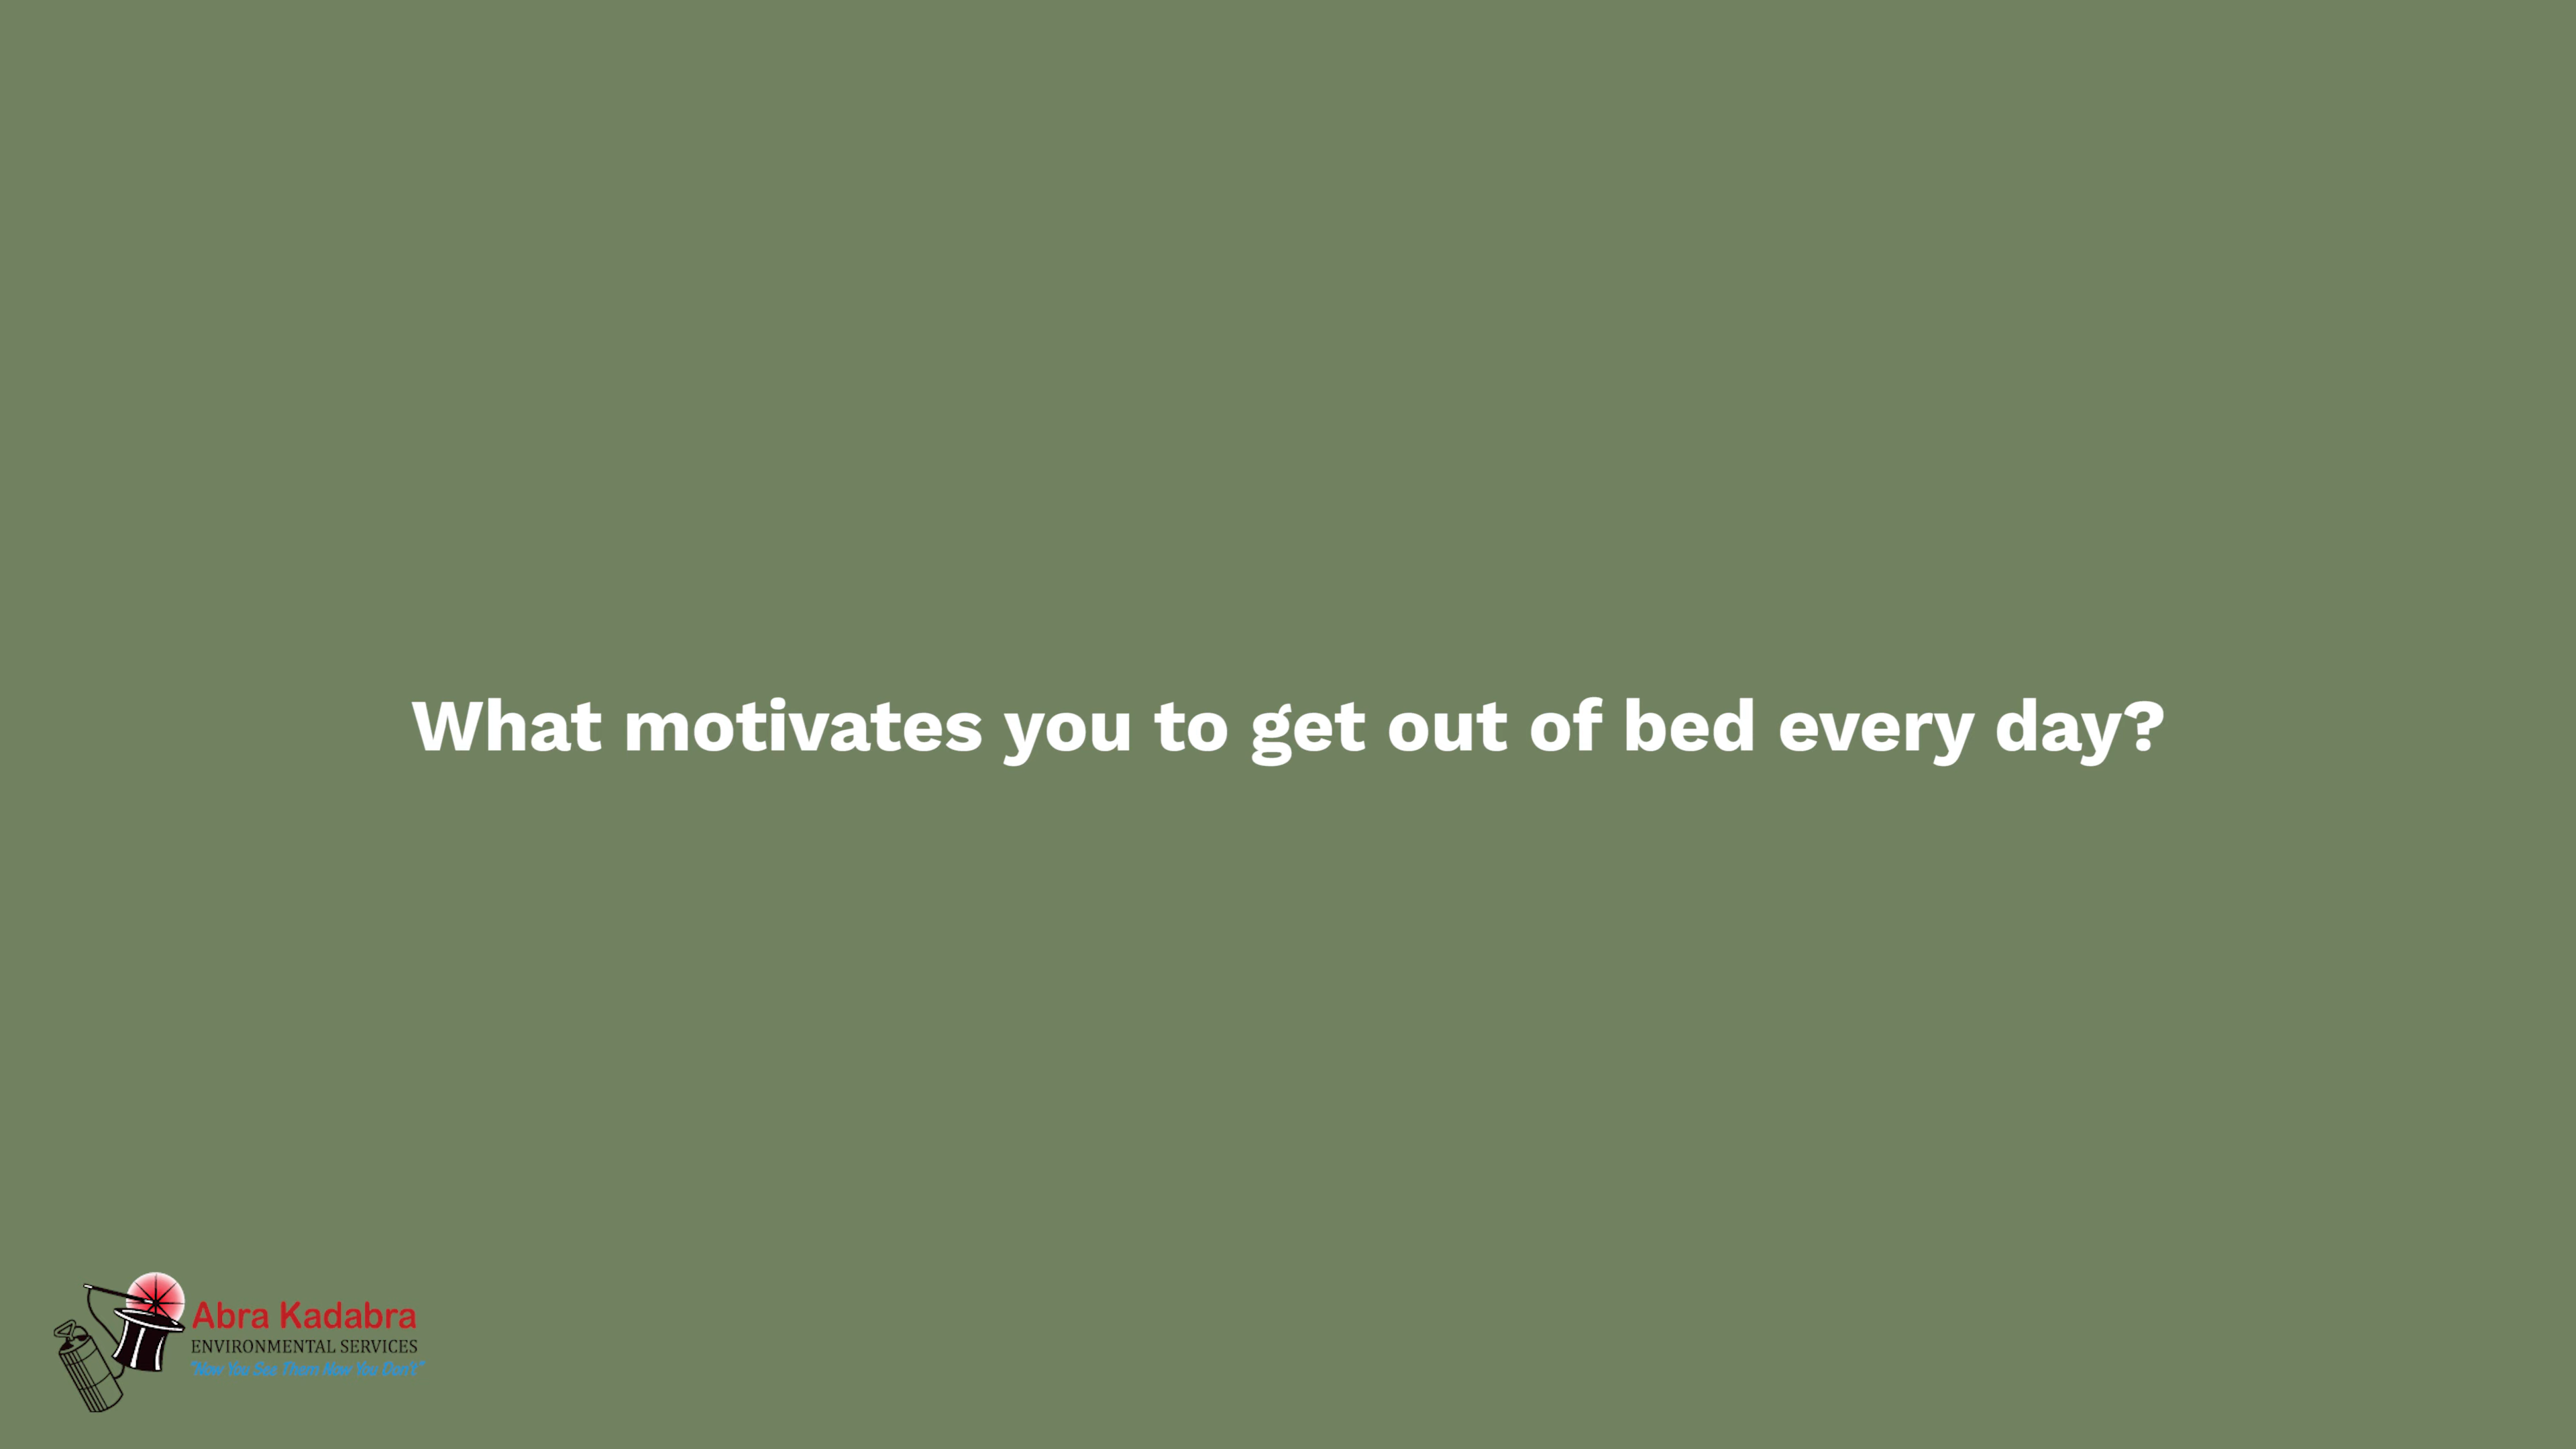 What motivates you to get out of bed every day?
Abra Kadabra
ENVIRONMENTAL SERVICES
"Now You See Them Now You Don't"